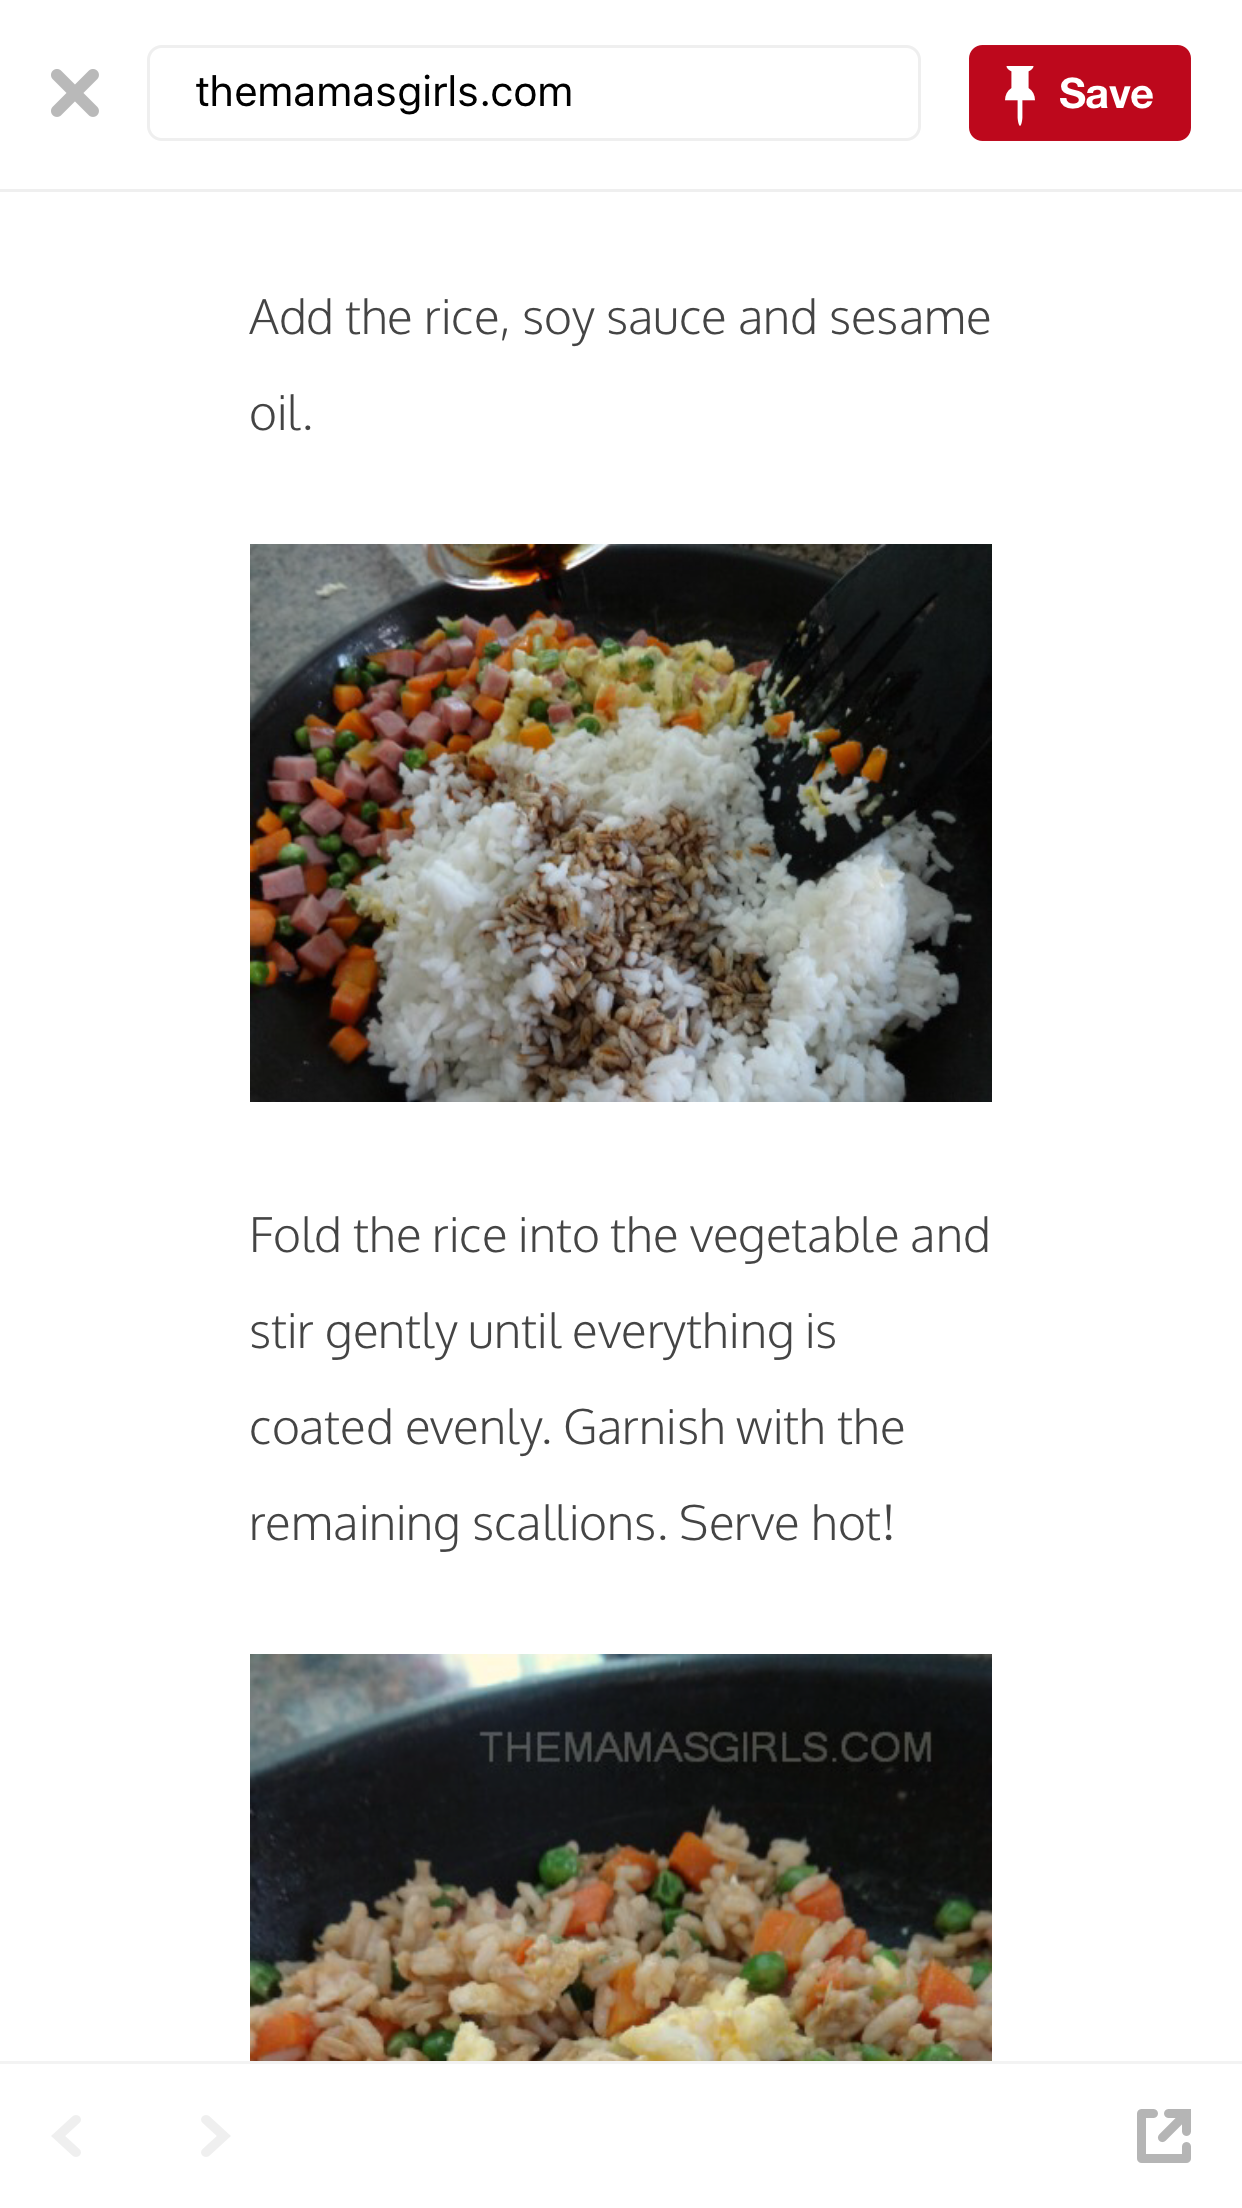 themamasgirls.com
Save
Add the rice, soy sauce and sesame
oil.
Fold the rice into the vegetable and
stir gently until everything is
coated evenly. Garnish with the
remaining scallions. Serve hot!
THEMAMASGIRLS.COM